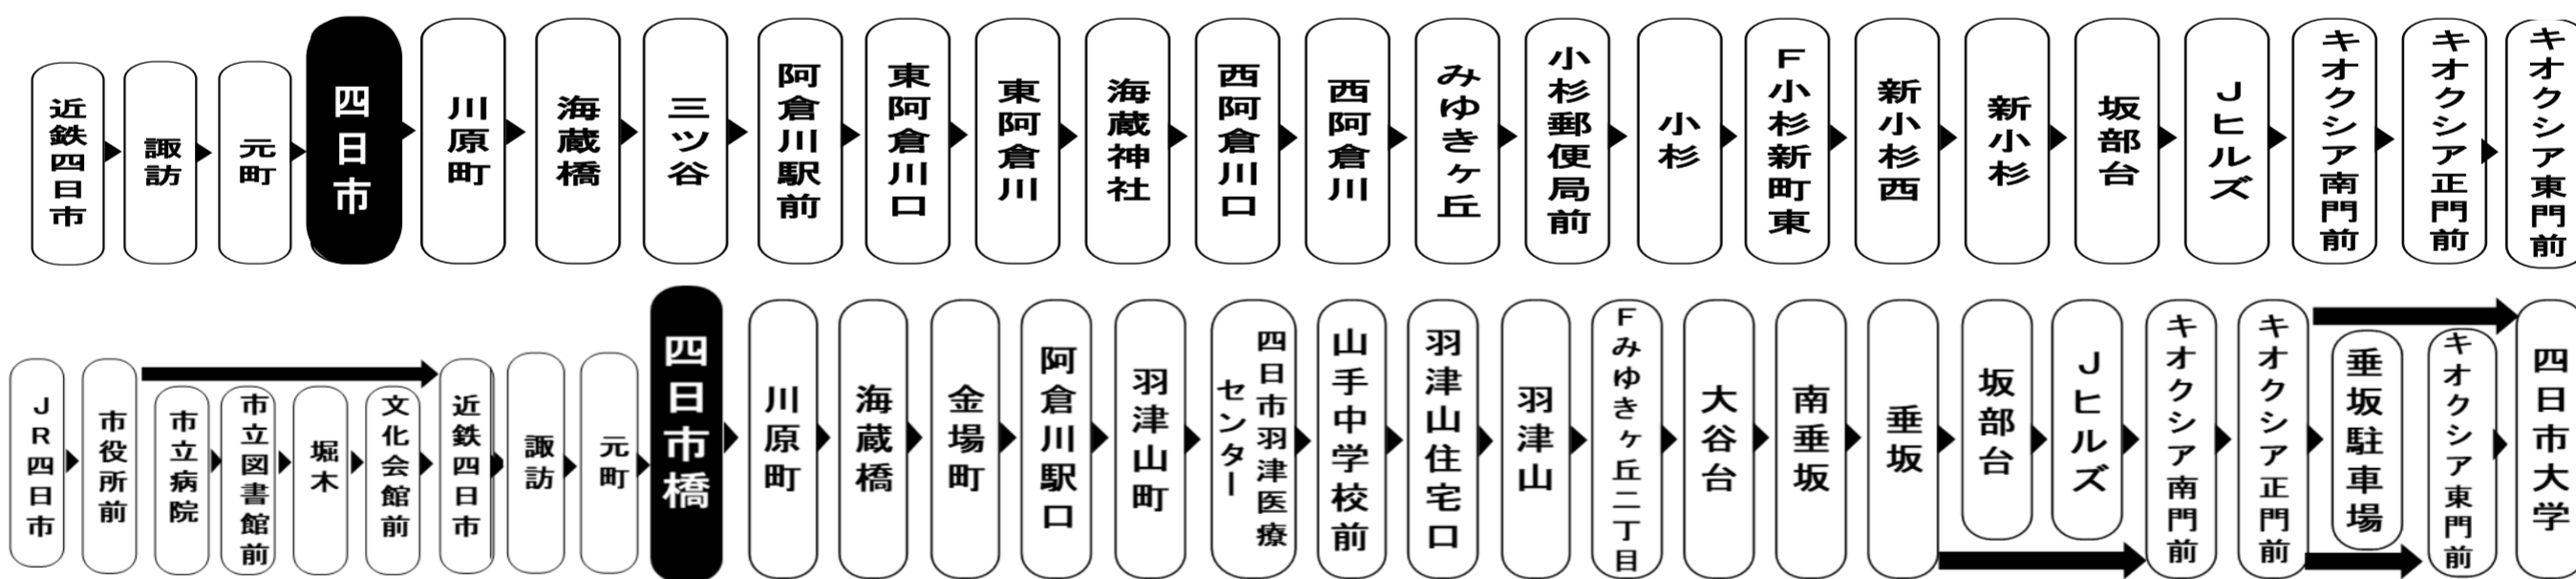 近鉄四日市
諏訪
元町
四日市
川原町
海蔵橋
三ツ谷
阿倉川駅前
東阿倉川口
東阿倉川
海蔵神社
西阿倉川口
西阿倉川
みゆきヶ丘
小杉郵便局前
小杉
F小杉新町東
新小杉西
新小杉
坂部台
Jヒルズ
キオクシア南門前
キオクシア正門前
キオクシア東門前
JR四日市
市役所前
市立病院
市立図書館前
堀木
文化会館前
近鉄四日市
諏訪
元町
四日市橋
川原町
海蔵橋
金場町
阿倉川駅口
羽津山町
四日市羽津医療
センター
山手中学校前
羽津山住宅口
羽津山
Fみゆきヶ丘二丁目
大谷台
南垂坂
垂坂
坂部台
Jヒルズ
キオクシア南門前
キオクシア正門前
垂坂駐車場
キオクシア東門前
四日市大学